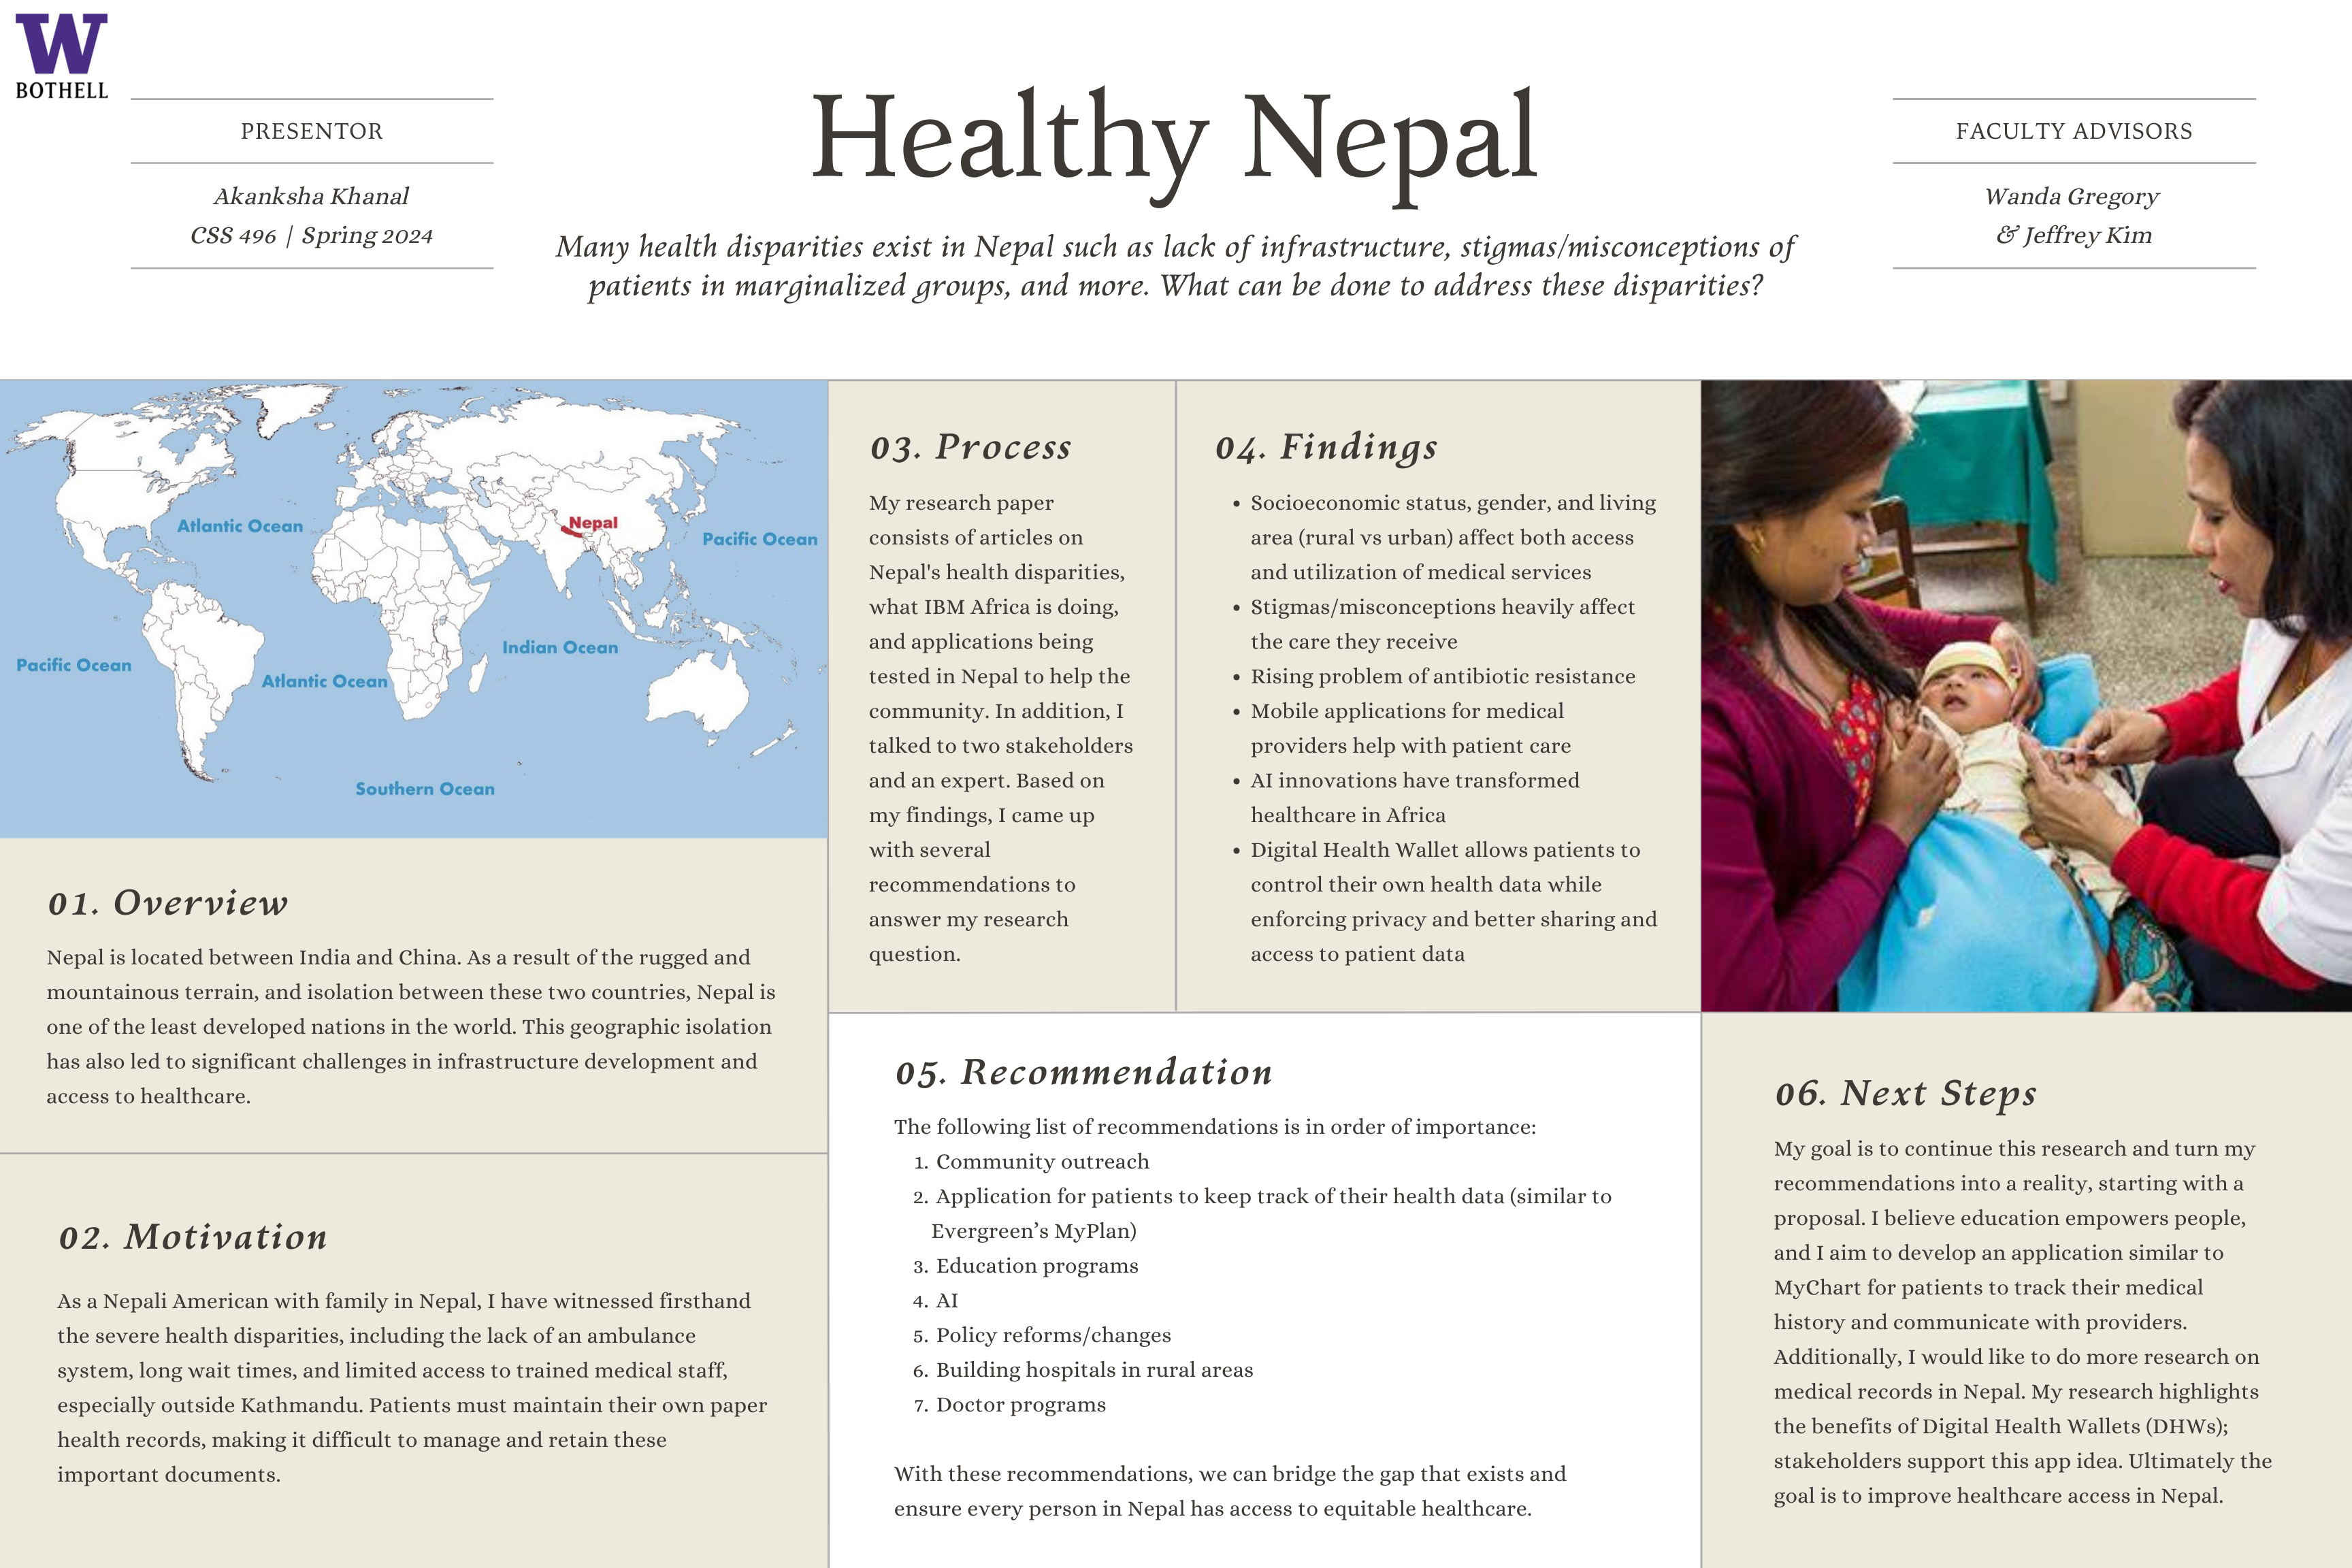 W
BOTHELL
PRESENTOR
Akanksha Khanal
CSS 496 | Spring 2024
Healthy Nepal
Many health disparities exist in Nepal such as lack of infrastructure, stigmas/misconceptions of
patients in marginalized groups, and more. What can be done to address these disparities?
FACULTY ADVISORS
Wanda Gregory
& Jeffrey Kim
Atlantic Ocean
Nepal
Pacific Ocean
Indian Ocean
Pacific Ocean
Atlantic Ocean
Southern Ocean
01. Overview
Nepal is located between India and China. As a result of the rugged and
mountainous terrain, and isolation between these two countries, Nepal is
one of the least developed nations in the world. This geographic isolation
has also led to significant challenges in infrastructure development and
access to healthcare.
02. Motivation
As a Nepali American with family in Nepal, I have witnessed firsthand
the severe health disparities, including the lack of an ambulance
system, long wait times, and limited access to trained medical staff,
especially outside Kathmandu. Patients must maintain their own paper
health records, making it difficult to manage and retain these
important documents.
03. Process
My research paper
consists of articles on
Nepal's health disparities,
what IBM Africa is doing,
and applications being
tested in Nepal to help the
community. In addition, I
talked to two stakeholders
and an expert. Based on
my findings, I came up
with several
recommendations to
answer my research
question.
04. Findings
• Socioeconomic status, gender, and living
area (rural vs urban) affect both access
and utilization of medical services
• Stigmas/misconceptions heavily affect
the care they receive
• Rising problem of antibiotic resistance
• Mobile applications for medical
providers help with patient care
• AI innovations have transformed
healthcare in Africa
• Digital Health Wallet allows patients to
control their own health data while
enforcing privacy and better sharing and
access to patient data
05. Recommendation
The following list of recommendations is in order of importance:
1. Community outreach
2. Application for patients to keep track of their health data (similar to
Evergreen’s MyPlan)
3. Education programs
4. AI
5. Policy reforms/changes
6. Building hospitals in rural areas
7. Doctor programs
With these recommendations, we can bridge the gap that exists and
ensure every person in Nepal has access to equitable healthcare.
06. Next Steps
My goal is to continue this research and turn my
recommendations into a reality, starting with a
proposal. I believe education empowers people,
and I aim to develop an application similar to
MyChart for patients to track their medical
history and communicate with providers.
Additionally, I would like to do more research on
medical records in Nepal. My research highlights
the benefits of Digital Health Wallets (DHWs);
stakeholders support this app idea. Ultimately the
goal is to improve healthcare access in Nepal.